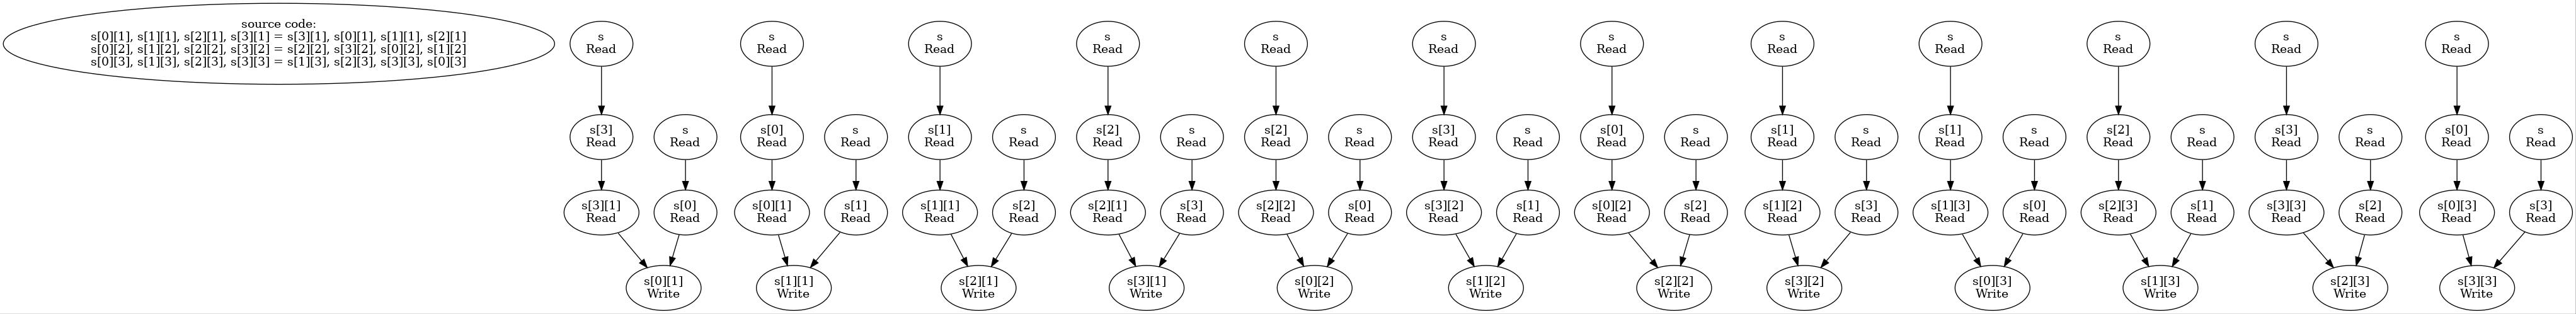 source code:
s[0][1], s[1][1], s[2][1], s[3][1] = s[3][1], s[0][1], s[1][1], s[2][1]
s[0][2], s[1][2], s[2][2], s[3][2] = s[2][2], s[3][2], s[0][2], s[1][2]
s[0][3], s[1][3], s[2][3], s[3][3] = s[1][3], s[2][3], s[3][3], s[0][3]
s
Read
s
Read
s
Read
s
Read
s
Read
s
Read
s
Read
s
Read
s
Read
s
Read
s
Read
s
Read
s[3]
Read
s
Read
s[0]
Read
s
Read
s[1]
Read
s
Read
s[2]
Read
s
Read
s[2]
Read
s
Read
s[3]
Read
s
Read
s[0]
Read
s
Read
s[1]
Read
s
Read
s[1]
Read
s
Read
s[2]
Read
s
Read
s[3]
Read
s
Read
s[0]
Read
s
Read
s[3][1]
Read
s[0]
Read
s[0][1]
Read
s[1]
Read
s[1][1]
Read
s[2]
Read
s[2][1]
Read
s[3]
Read
s[2][2]
Read
s[0]
Read
s[3][2]
Read
s[1]
Read
s[0][2]
Read
s[2]
Read
s[1][2]
Read
s[3]
Read
s[1][3]
Read
s[0]
Read
s[2][3]
Read
s[1]
Read
s[3][3]
Read
s[2]
Read
s[0][3]
Read
s[3]
Read
s[0][1]
Write
s[1][1]
Write
s[2][1]
Write
s[3][1]
Write
s[0][2]
Write
s[1][2]
Write
s[2][2]
Write
s[3][2]
Write
s[0][3]
Write
s[1][3]
Write
s[2][3]
Write
s[3][3]
Write